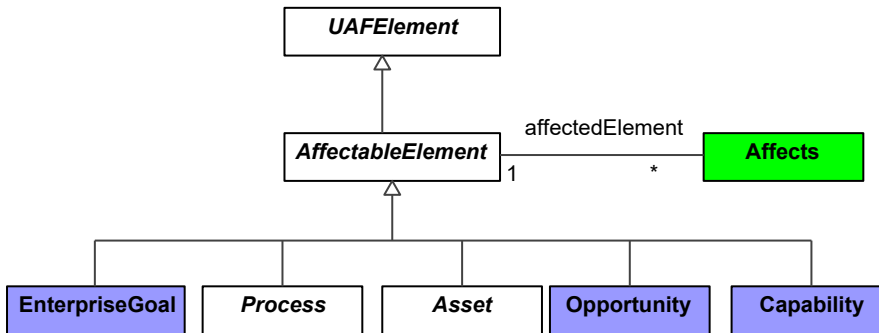 UAFElement
affectedElement
AffectableElement
Affects
1
*
EnterpriseGoal
Process
Asset
Opportunity
Capability